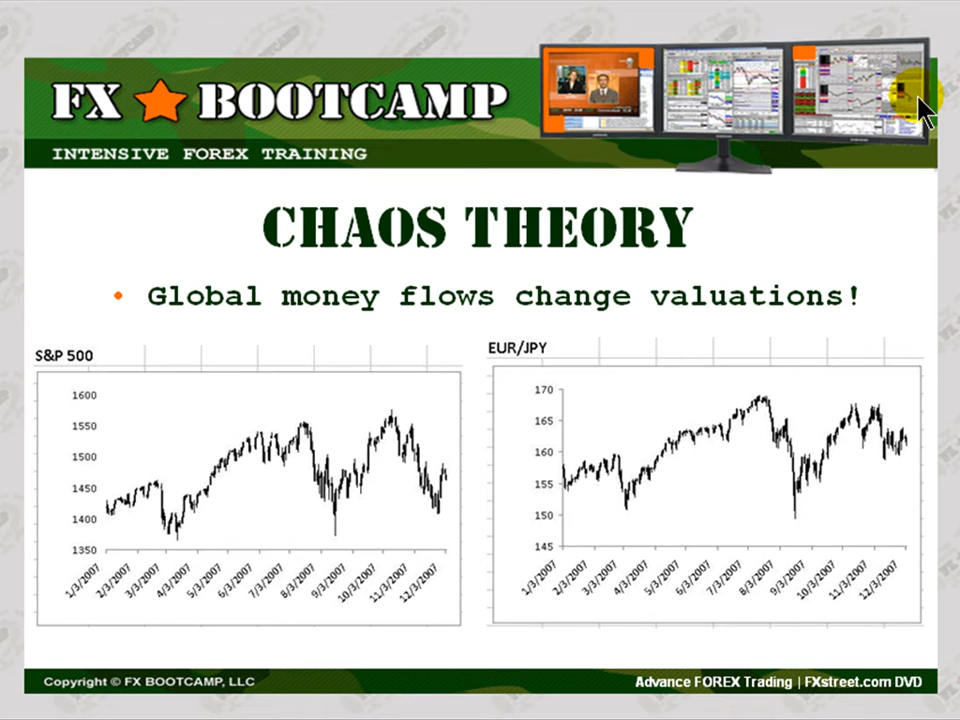 FX BOOTCAMP
INTENSIVE FOREX TRAINING
CHAOS THEORY
• Global money flows change valuations!
S&P 500
1600
1550
1500
1450
1400
1350
1/3/2007 2/3/2007 3/3/2007 4/3/2007 5/3/2007 6/3/2007 7/3/2007 8/3/2007 9/3/2007 10/3/2007 11/3/2007 12/3/2007
EUR/JPY
170
165
160
155
150
145
1/3/2007 2/3/2007 3/3/2007 4/3/2007 5/3/2007 6/3/2007 7/3/2007 8/3/2007 9/3/2007 10/3/2007 11/3/2007 12/3/2007
Copyright © FX BOOTCAMP, LLC
Advance FOREX Trading | FXstreet.com DVD